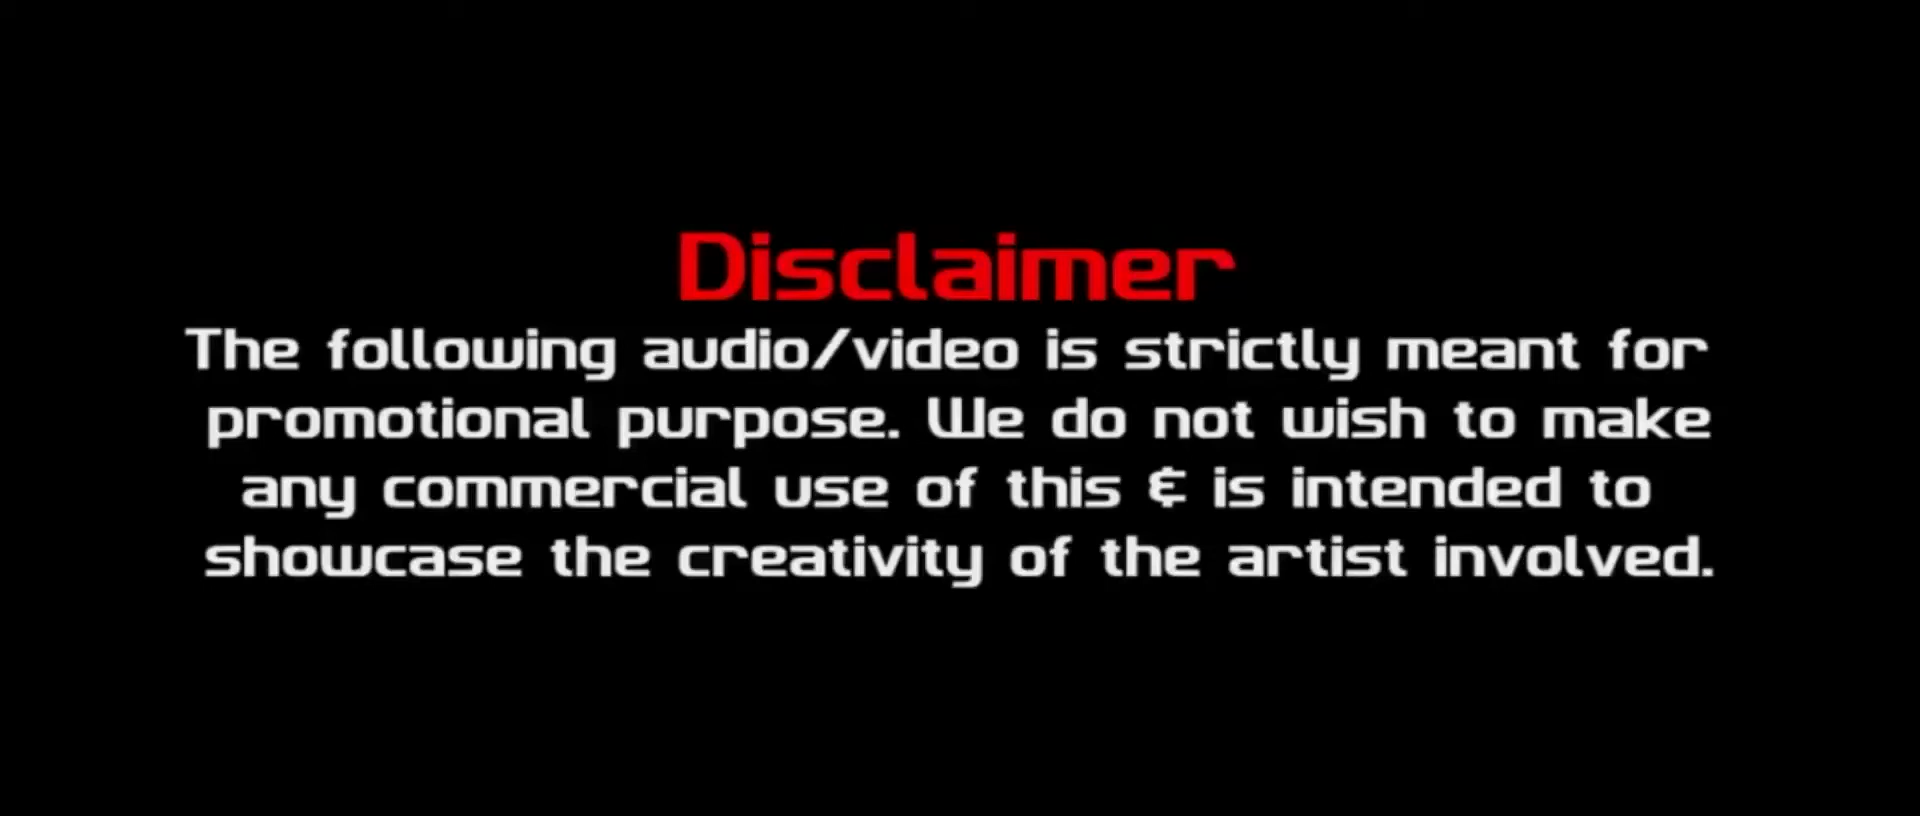 Disclaimer
The following audio/video is strictly meant for
promotional purpose. We do not wish to make
any commercial use of this & is intended to
showcase the creativity of the artist involved.